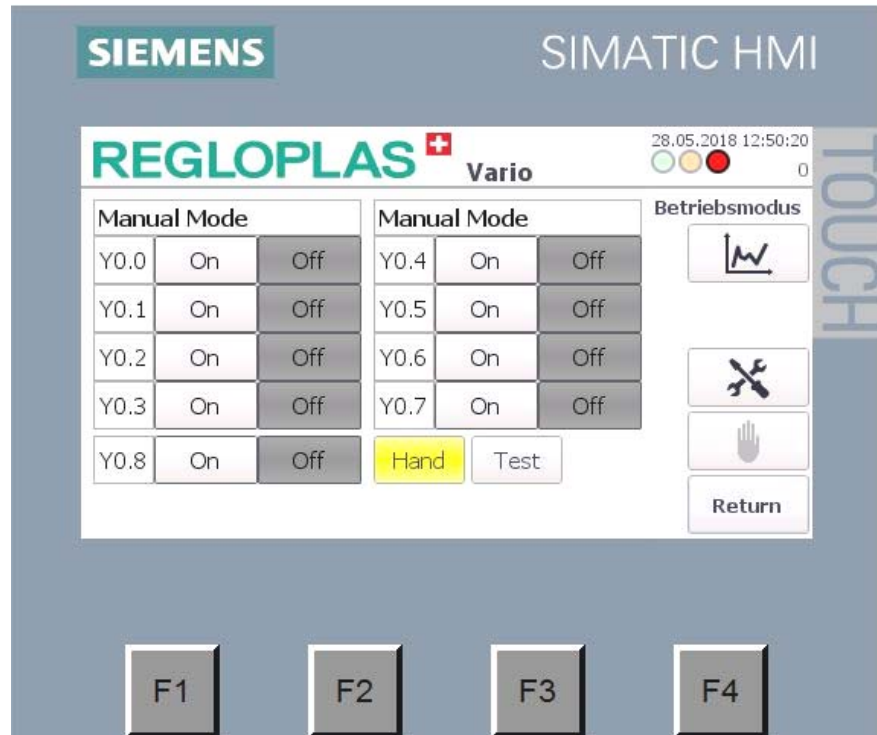 SIEMENS
SIMATIC HMI
TOUCH
REGLOPLAS
Vario
28.05.2018 12:50:20
0
Manual Mode
Manual Mode
Betriebsmodus
Y0.0 On Off Y0.4 On Off
Y0.1 On Off Y0.5 On Off
Y0.2 On Off Y0.6 On Off
Y0.3 On Off Y0.7 On Off
Y0.8 On Off Hand Test
Return
F1 F2 F3 F4